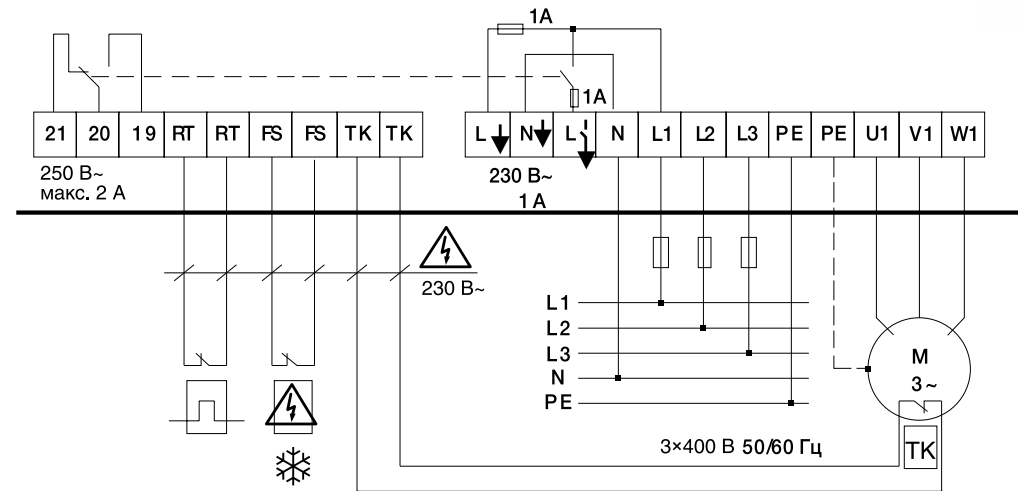 1A
1A
21 20 19 RT RT FS FS TK TK L N L N L1 L2 L3 PE PE U1 V1 W1
250 В~
макс. 2 А
230 В~
1 А
230 В~
L1
L2
L3
N
PE
M
3~
TK
3×400 В 50/60 Гц